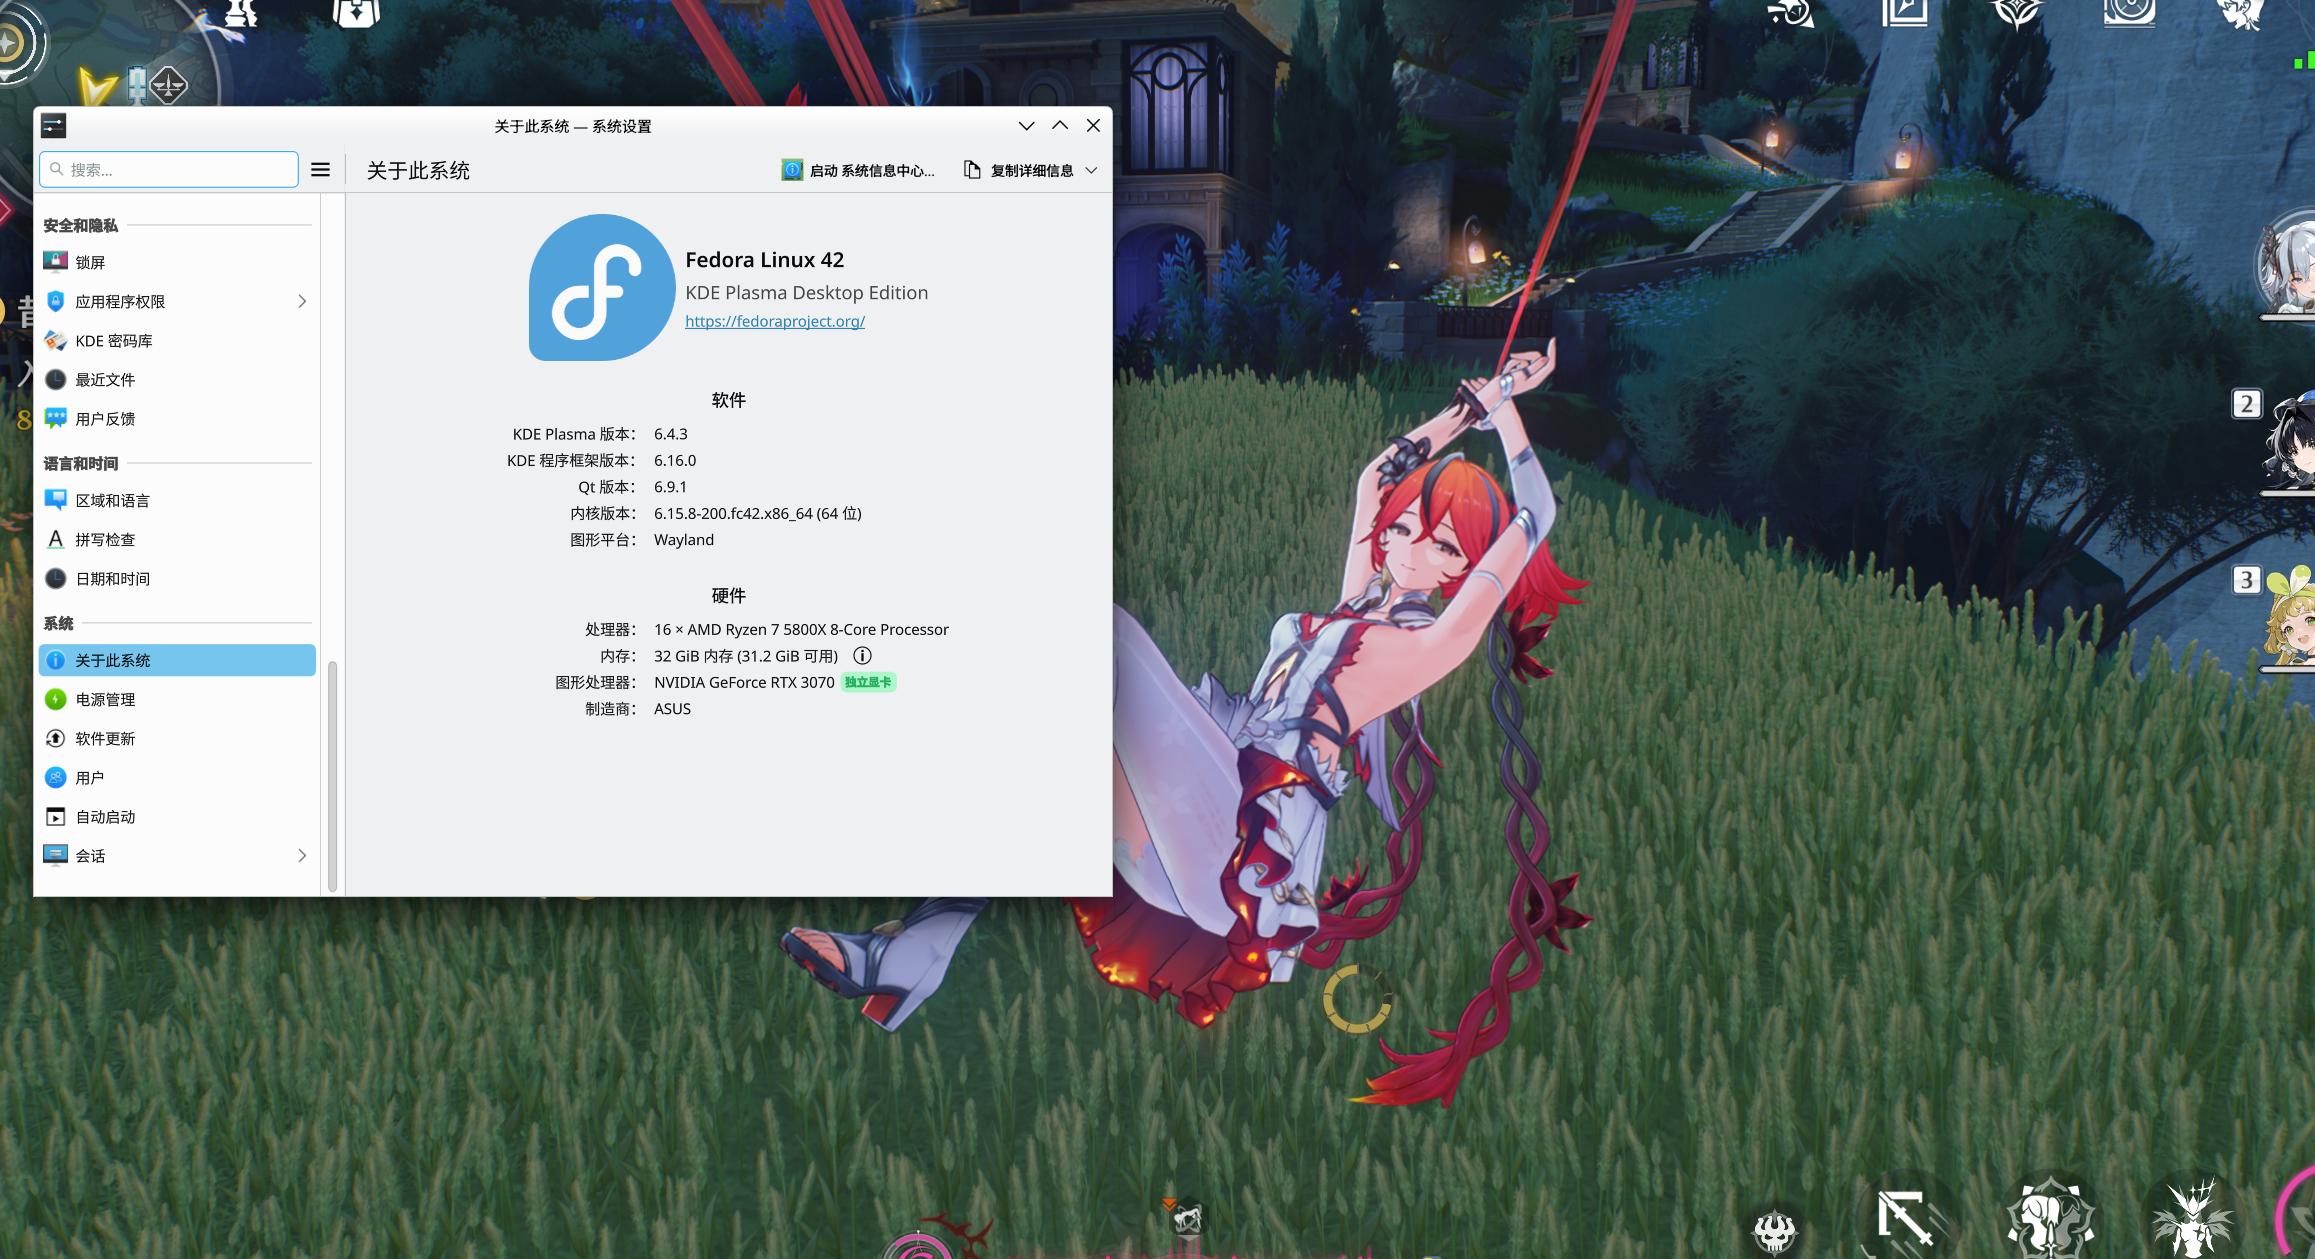 关于此系统 — 系统设置
搜索...
关于此系统
启动 系统信息中心...
复制详细信息
安全和隐私
锁屏
应用程序权限
KDE 密码库
最近文件
用户反馈
语言和时间
区域和语言
拼写检查
日期和时间
系统
关于此系统
电源管理
软件更新
用户
自动启动
会话
Fedora Linux 42
KDE Plasma Desktop Edition
https://fedoraproject.org/
软件
KDE Plasma 版本： 6.4.3
KDE 程序框架版本： 6.16.0
Qt 版本： 6.9.1
内核版本： 6.15.8-200.fc42.x86_64 (64 位)
图形平台： Wayland
硬件
处理器： 16 × AMD Ryzen 7 5800X 8-Core Processor
内存： 32 GiB 内存 (31.2 GiB 可用)
图形处理器： NVIDIA GeForce RTX 3070 独立显卡
制造商： ASUS
2
3